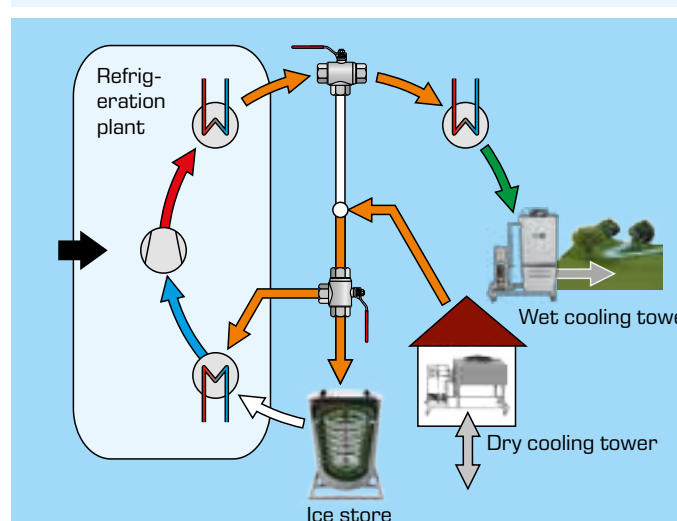 Refrig-
eration
plant
Wet cooling towe
Dry cooling tower
Ice store